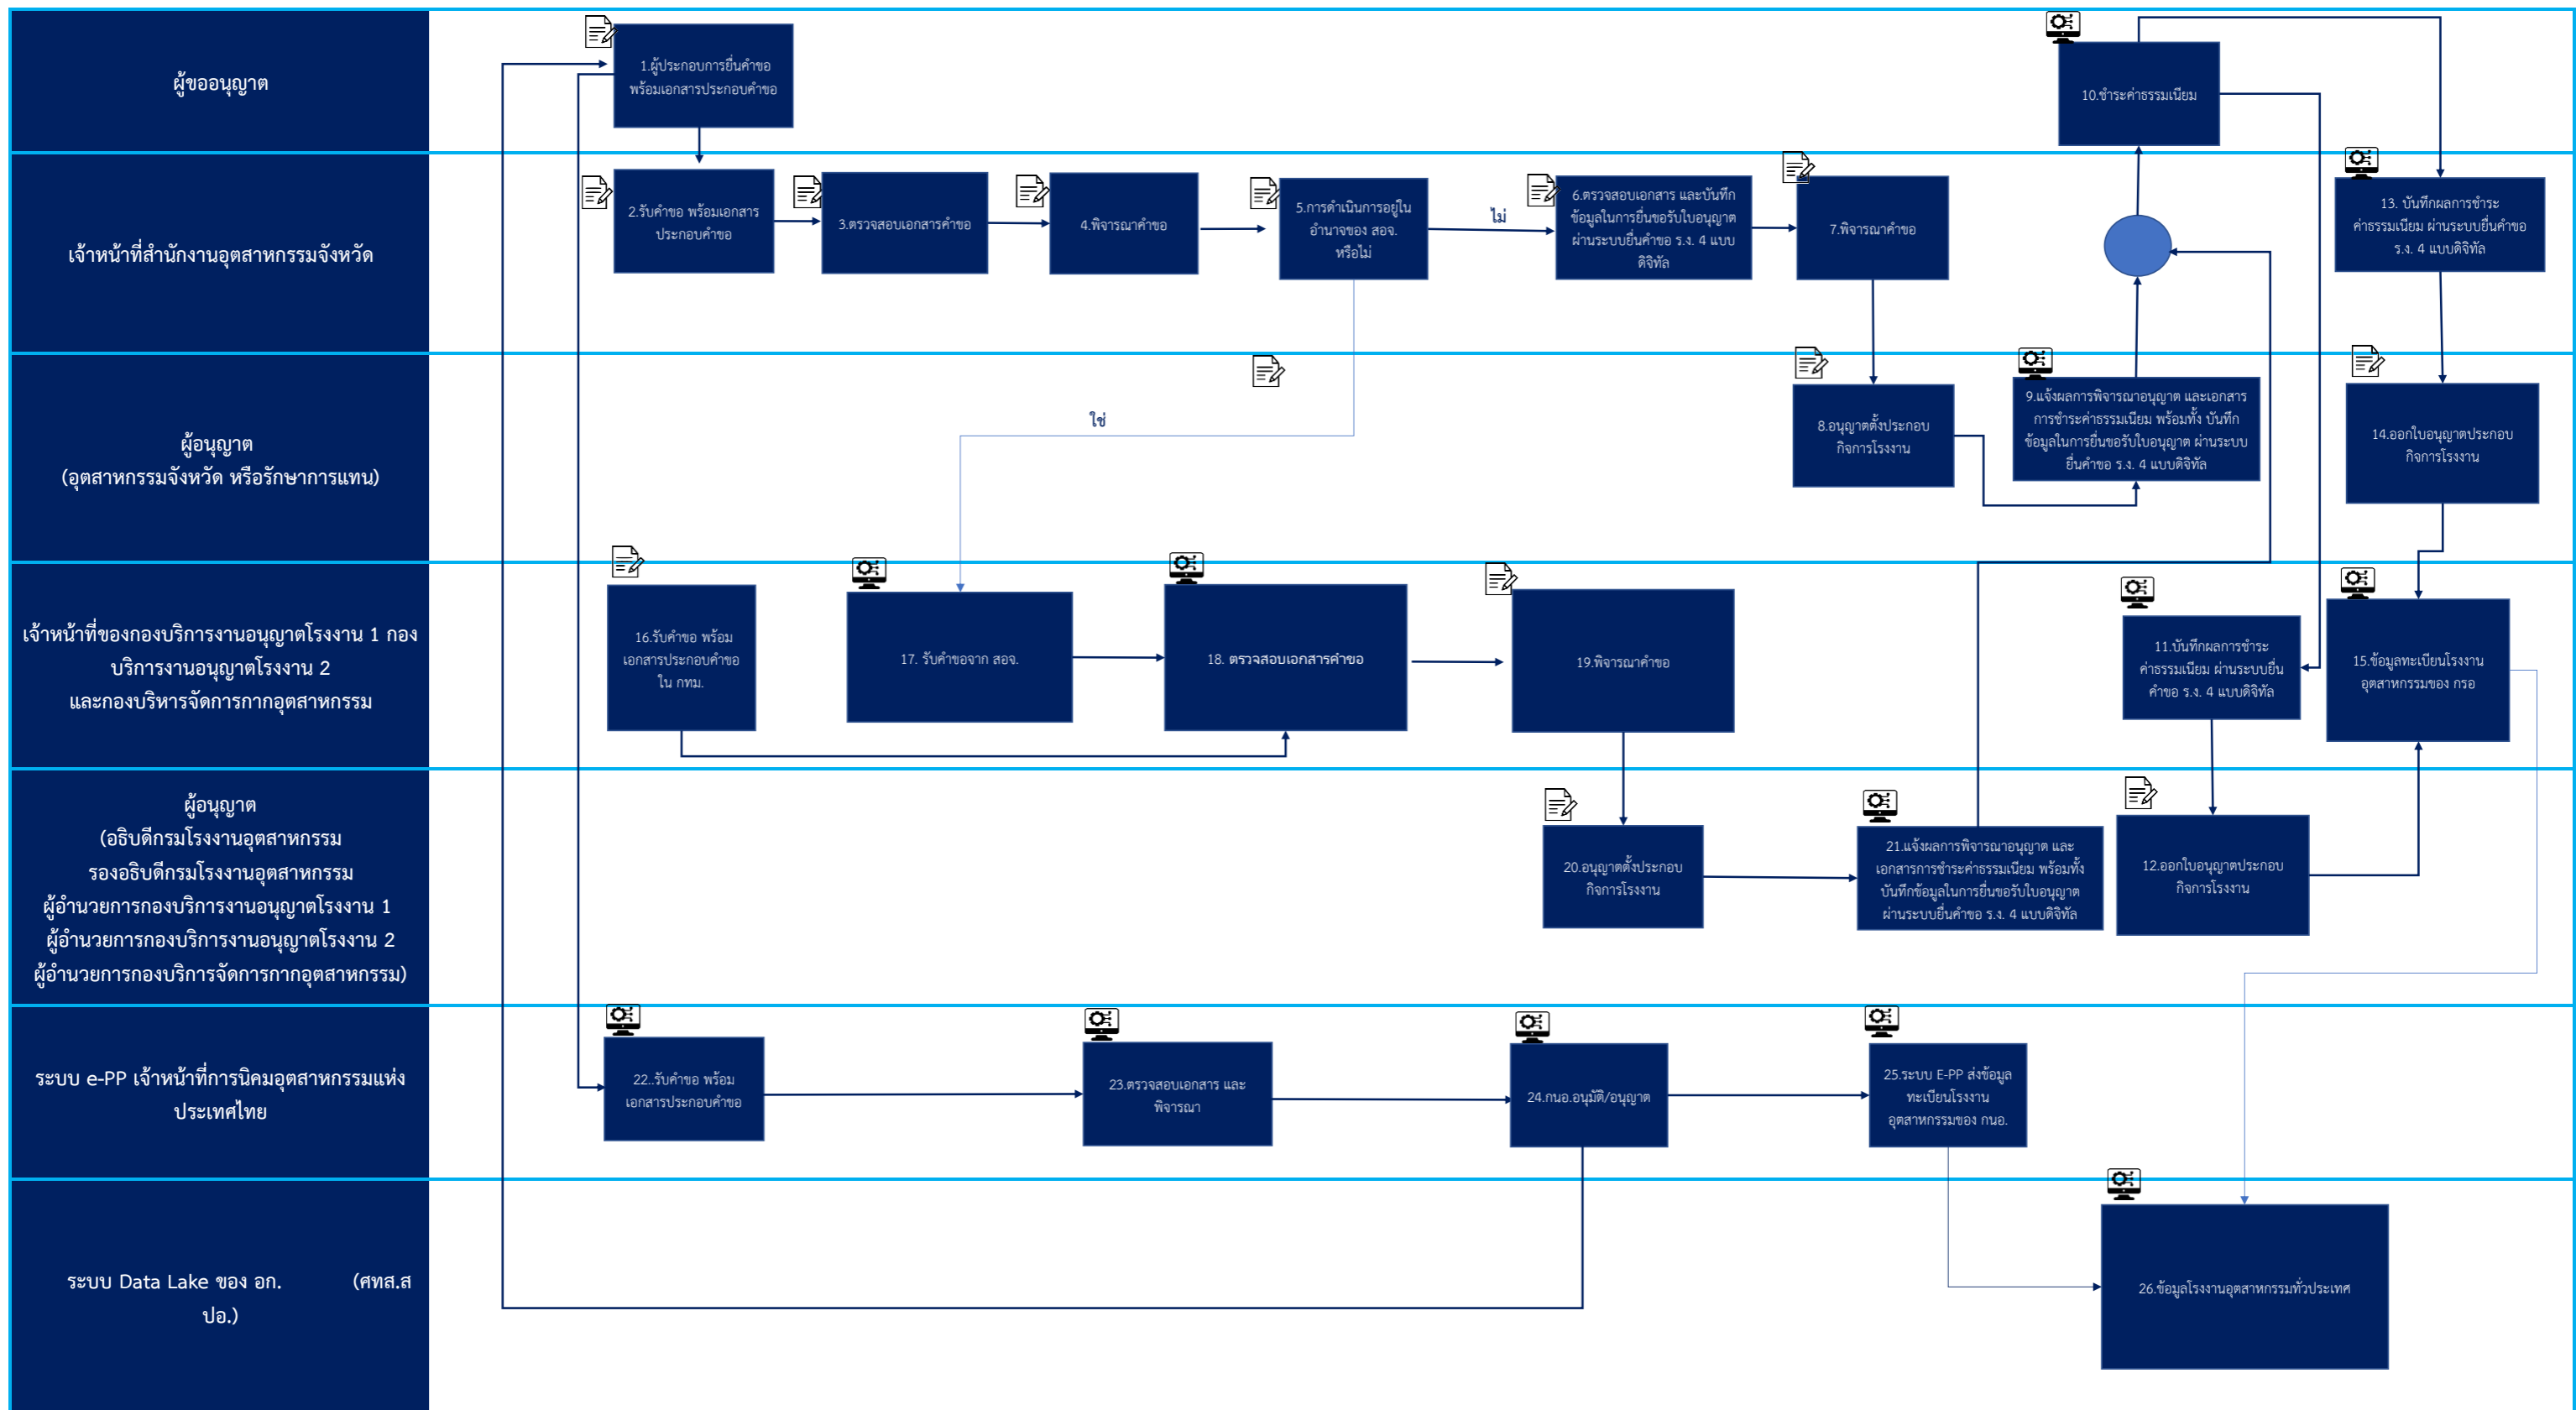 ผู้ขออนุญาต
1.ผู้ประกอบการยื่นคำขอ
พร้อมเอกสารประกอบคำขอ
10.ชำระค่าธรรมเนียม
เจ้าหน้าที่สำนักงานอุตสาหกรรมจังหวัด
2.รับคำขอ พร้อมเอกสาร
ประกอบคำขอ
3.ตรวจสอบเอกสารคำขอ
4.พิจารณาคำขอ
5.การดำเนินการอยู่ใน
อำนาจของ สอจ.
หรือไม่
ไม่
6.ตรวจสอบเอกสาร และบันทึก
ข้อมูลในการยื่นขอรับใบอนุญาต
ผ่านระบบยื่นคำขอ ร.ง. 4 แบบ
ดิจิทัล
7.พิจารณาคำขอ
13. บันทึกผลการชำระ
ค่าธรรมเนียม ผ่านระบบยื่นคำขอ
ร.ง. 4 แบบดิจิทัล
ผู้อนุญาต
(อุตสาหกรรมจังหวัด หรือรักษาการแทน)
ใช่
8.อนุญาตตั้งประกอบ
กิจการโรงงาน
9.แจ้งผลการพิจารณาอนุญาต และเอกสาร
การชำระค่าธรรมเนียม พร้อมทั้ง บันทึก
ข้อมูลในการยื่นขอรับใบอนุญาต ผ่านระบบ
ยื่นคำขอ ร.ง. 4 แบบดิจิทัล
14.ออกใบอนุญาตประกอบ
กิจการโรงงาน
เจ้าหน้าที่ของกองบริการงานอนุญาตโรงงาน 1 กอง
บริการงานอนุญาตโรงงาน 2
และกองบริหารจัดการกากอุตสาหกรรม
16.รับคำขอ พร้อม
เอกสารประกอบคำขอ
ใน กทม.
17. รับคำขอจาก สอจ.
18. ตรวจสอบเอกสารคำขอ
19.พิจารณาคำขอ
11.บันทึกผลการชำระ
ค่าธรรมเนียม ผ่านระบบยื่น
คำขอ ร.ง. 4 แบบดิจิทัล
15.ข้อมูลทะเบียนโรงงาน
อุตสาหกรรมของ กรอ
ผู้อนุญาต
(อธิบดีกรมโรงงานอุตสาหกรรม
รองอธิบดีกรมโรงงานอุตสาหกรรม
ผู้อำนวยการกองบริการงานอนุญาตโรงงาน 1
ผู้อำนวยการกองบริการงานอนุญาตโรงงาน 2
ผู้อำนวยการกองบริการจัดการกากอุตสาหกรรม)
20.อนุญาตตั้งประกอบ
กิจการโรงงาน
21.แจ้งผลการพิจารณาอนุญาต และ
เอกสารการชำระค่าธรรมเนียม พร้อมทั้ง
บันทึกข้อมูลในการยื่นขอรับใบอนุญาต
ผ่านระบบยื่นคำขอ ร.ง. 4 แบบดิจิทัล
12.ออกใบอนุญาตประกอบ
กิจการโรงงาน
ระบบ e-PP เจ้าหน้าที่การนิคมอุตสาหกรรมแห่ง
ประเทศไทย
22..รับคำขอ พร้อม
เอกสารประกอบคำขอ
23.ตรวจสอบเอกสาร และ
พิจารณา
24.กนอ.อนุมัติ/อนุญาต
25.ระบบ E-PP ส่งข้อมูล
ทะเบียนโรงงาน
อุตสาหกรรมของ กนอ.
ระบบ Data Lake ของ อก. (ศทส.ส
ปอ.)
26.ข้อมูลโรงงานอุตสาหกรรมทั่วประเทศ